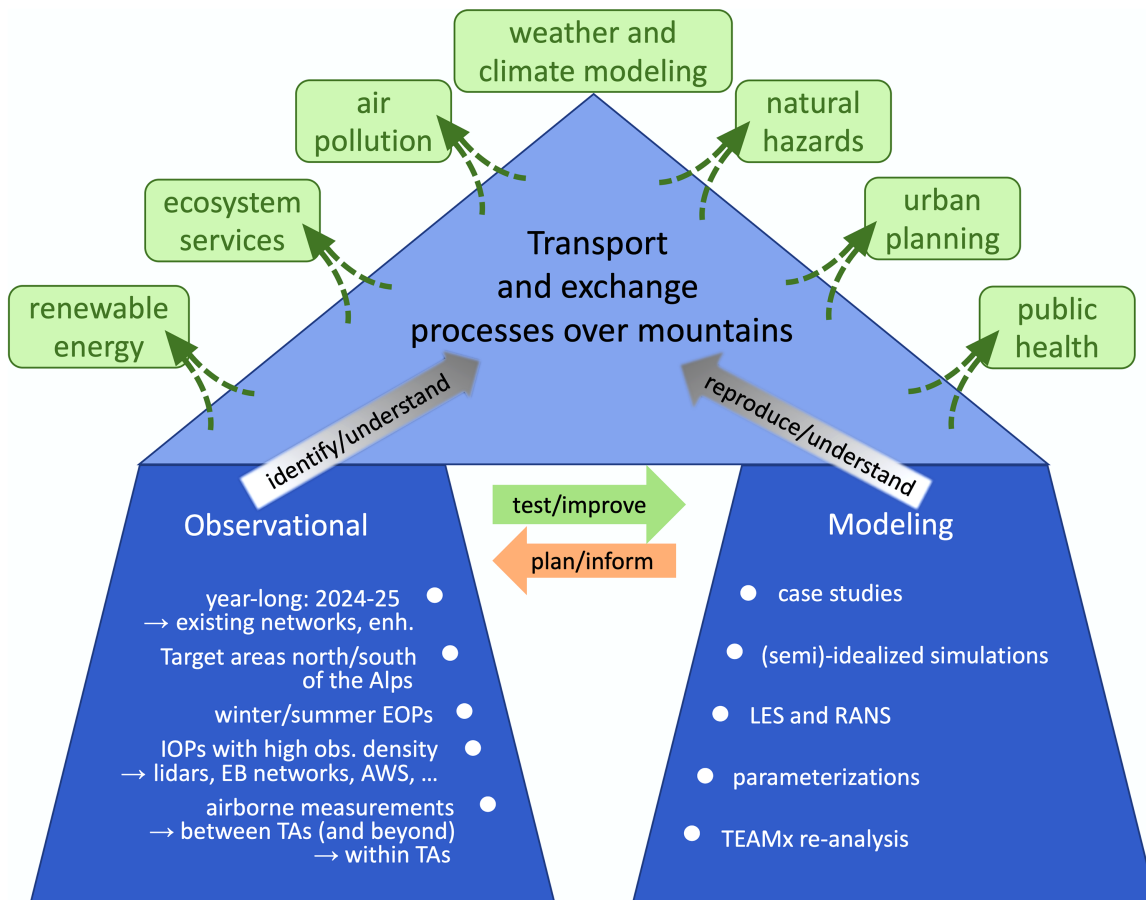 weather and
climate modeling
air
pollution
natural
hazards
ecosystem
services
urban
planning
renewable
energy
public
health
Transport
and exchange
processes over mountains
identify/understand
reproduce/understand
test/improve
plan/inform
Observational
year-long: 2024-25
→ existing networks, enh.
Target areas north/south
of the Alps
winter/summer EOPs
IOPs with high obs. density
→ lidars, EB networks, AWS, ...
airborne measurements
→ between TAs (and beyond)
→ within TAs
Modeling
case studies
(semi)-idealized simulations
LES and RANS
parameterizations
TEAMx re-analysis